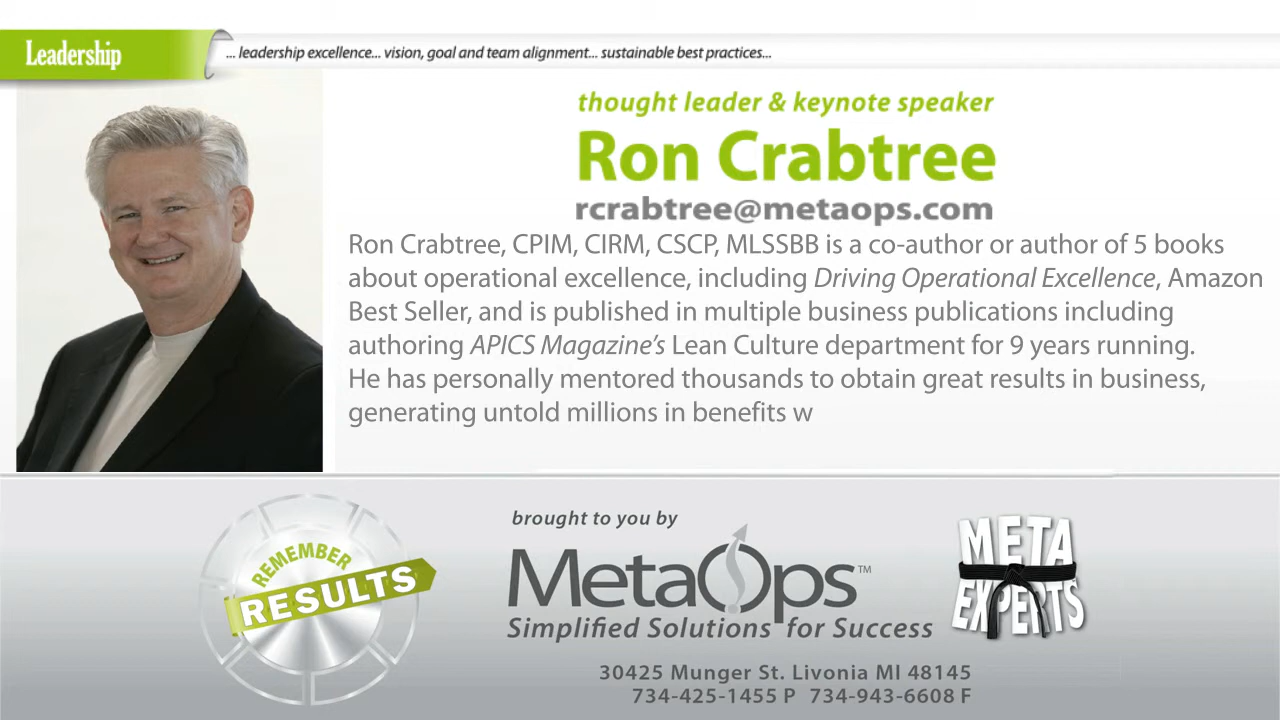 Leadership
... leadership excellence... vision, goal and team alignment... sustainable best practices...
thought leader & keynote speaker
Ron Crabtree
rcrabtree@metaops.com
Ron Crabtree, CPIM, CIRM, CSCP, MLSSBB is a co-author or author of 5 books
about operational excellence, including Driving Operational Excellence, Amazon
Best Seller, and is published in multiple business publications including
authoring APICS Magazine's Lean Culture department for 9 years running.
He has personally mentored thousands to obtain great results in business,
generating untold millions in benefits w
REMEMBER
RESULTS
brought to you by
MetaOps™
Simplified Solutions for Success
META
EXPERTS
30425 Munger St. Livonia MI 48145
734-425-1455 P 734-943-6608 F